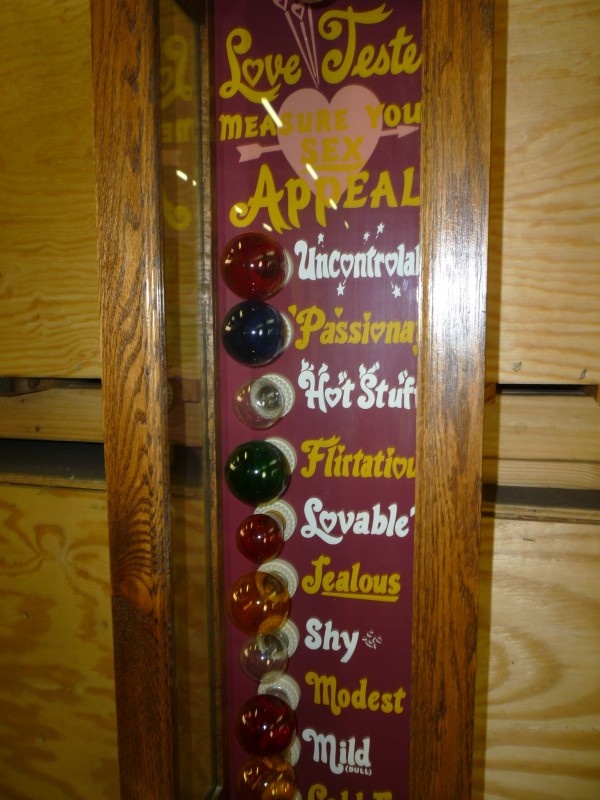 Love Teste
MEASURE YOU
SEX
APPEAL
Uncontrolal
Passiona
Hot Stuf
Flirtatiou
Lovable
Jealous
Shy
Modest
Mild
(DULL)